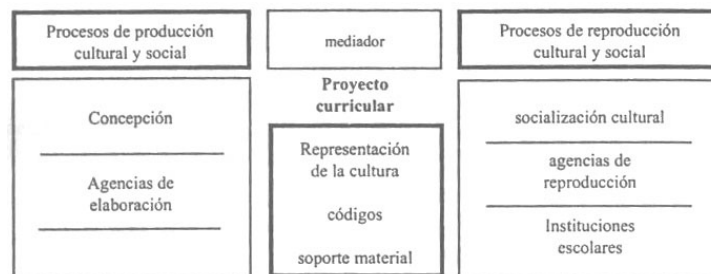 Procesos de producción
cultural y social
mediador
Procesos de reproducción
cultural y social
Proyecto
curricular
Concepción
Agencias de
elaboración
Representación
de la cultura
códigos
soporte material
socialización cultural
agencias de
reproducción
Instituciones
escolares